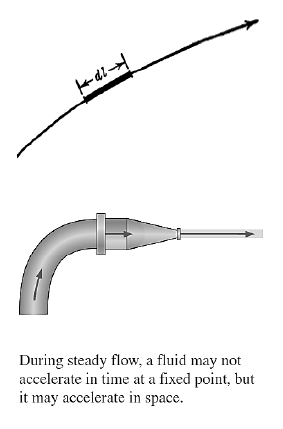 dl
During steady flow, a fluid may not
accelerate in time at a fixed point, but
it may accelerate in space.